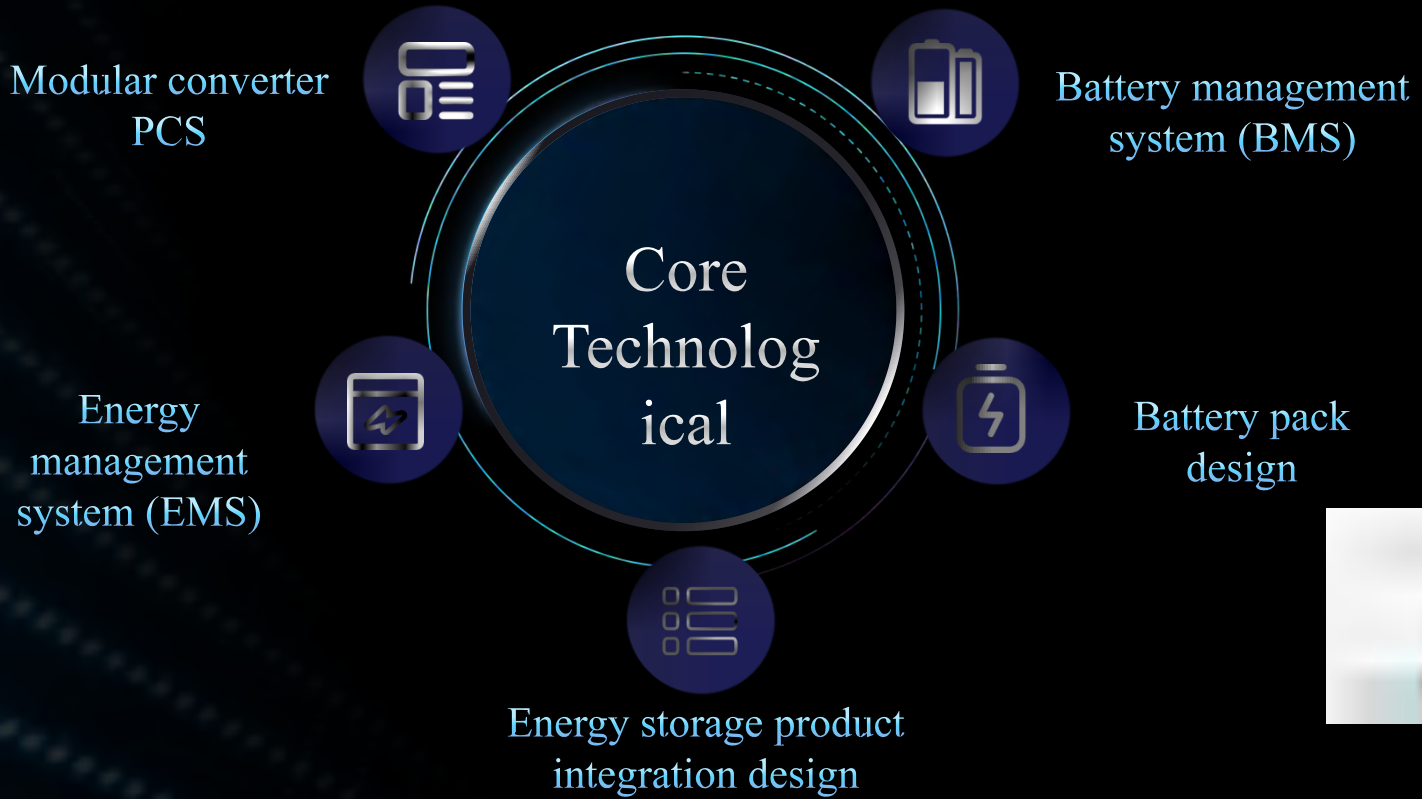 Modular converter
PCS
Battery management
system (BMS)
Core
Technolog
ical
Energy
management
system (EMS)
Battery pack
design
Energy storage product
integration design